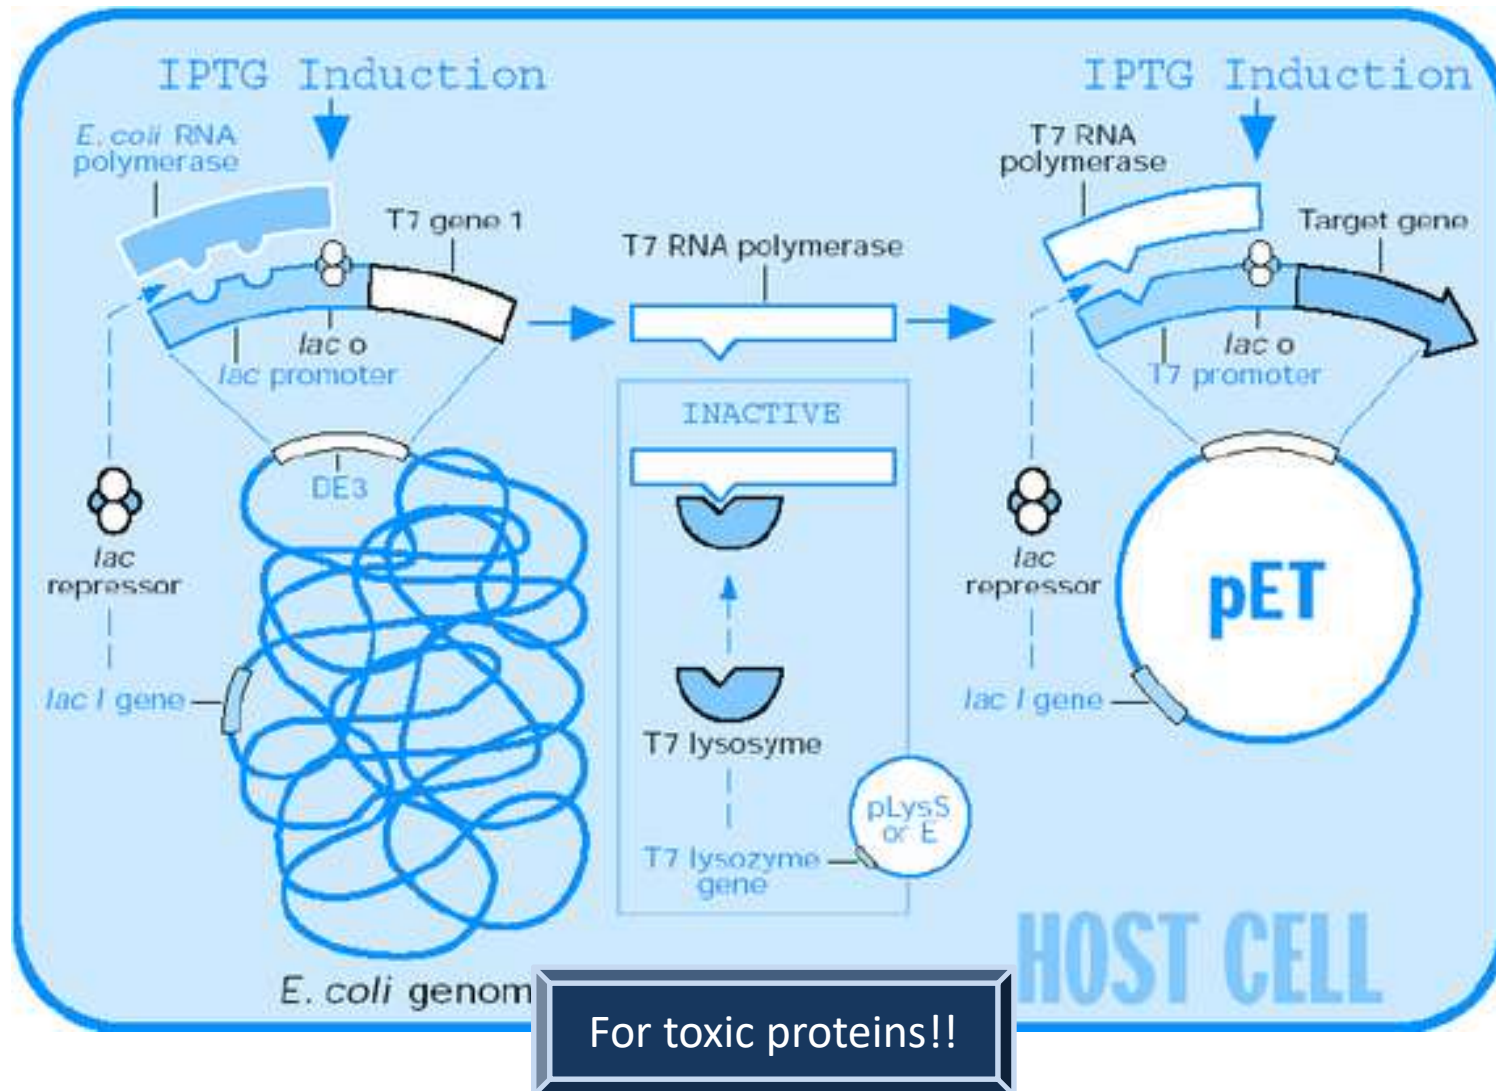 IPTG Induction
E. coli RNA
polymerase
T7 gene 1
lac o
lac promoter
DE3
lac
repressor
lac I gene
E. coli genom
T7 RNA polymerase
INACTIVE
T7 lysosyme
pLysS
or E
T7 lysozyme
gene
IPTG Induction
T7 RNA
polymerase
Target gene
lac o
T7 promoter
lac
repressor
pET
lac I gene
HOST CELL
For toxic proteins!!